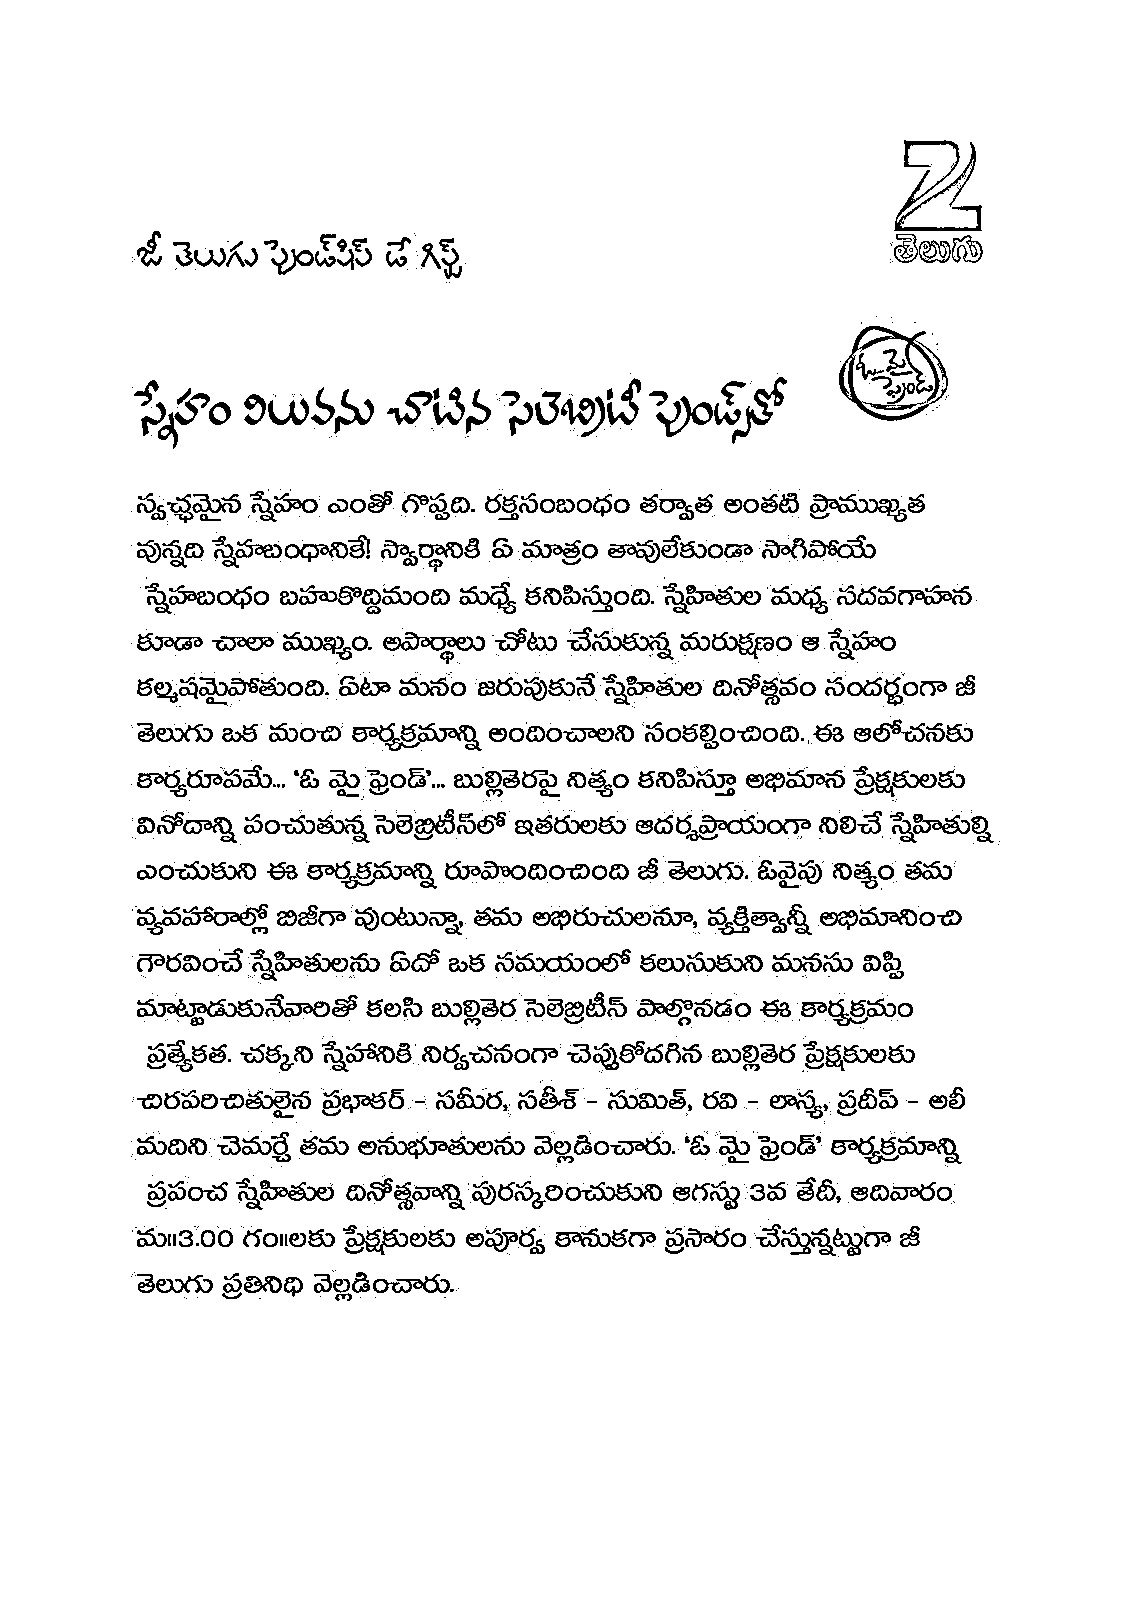 తెలుగు
జీ తెలుగు ఫ్రెండ్‌షిప్ డే గిఫ్ట్
ఓ మై
ఫ్రెండ్
స్నేహం విలువను చాటిన సెలెబ్రిటీ ఫ్రెండ్స్‌తో
స్వచ్ఛమైన స్నేహం ఎంతో గొప్పది. రక్తసంబంధం తర్వాత అంతటి ప్రాముఖ్యత
వున్నది స్నేహబంధానికే! స్వార్థానికి ఏ మాత్రం తావులేకుండా సాగిపోయే
స్నేహబంధం బహుకొద్దిమంది మధ్యే కనిపిస్తుంది. స్నేహితుల మధ్య సదవగాహన
కూడా చాలా ముఖ్యం. అపార్థాలు చోటు చేసుకున్న మరుక్షణం ఆ స్నేహం
కల్మషమైపోతుంది. ఏటా మనం జరుపుకునే స్నేహితుల దినోత్సవం సందర్భంగా జీ
తెలుగు ఒక మంచి కార్యక్రమాన్ని అందించాలని సంకల్పించింది. ఈ ఆలోచనకు
కార్యరూపమే... ‘ఓ మై ఫ్రెండ్’... బుల్లితెరపై నిత్యం కనిపిస్తూ అభిమాన ప్రేక్షకులకు
వినోదాన్ని పంచుతున్న సెలెబ్రిటీస్‌లో ఇతరులకు ఆదర్శప్రాయంగా నిలిచే స్నేహితుల్ని
ఎంచుకుని ఈ కార్యక్రమాన్ని రూపొందించింది జీ తెలుగు. ఓవైపు నిత్యం తమ
వ్యవహారాల్లో బిజీగా వుంటున్నా, తమ అభిరుచులనూ, వ్యక్తిత్వాన్నీ అభిమానించి
గౌరవించే స్నేహితులను ఏదో ఒక సమయంలో కలుసుకుని మనసు విప్పి
మాట్టాడుకునేవారితో కలసి బుల్లితెర సెలెబ్రిటీస్ పాల్గొనడం ఈ కార్యక్రమం
ప్రత్యేకత. చక్కని స్నేహానికి నిర్వచనంగా చెప్పుకోదగిన బుల్లితెర ప్రేక్షకులకు
చిరపరిచితులైన ప్రభాకర్ – సమీర, సతీశ్ – సుమిత్, రవి – లాస్య, ప్రదీప్ – అలీ
మదిని చెమర్చే తమ అనుభూతులను వెల్లడించారు. ‘ఓ మై ఫ్రెండ్’ కార్యక్రమాన్ని
ప్రపంచ స్నేహితుల దినోత్సవాన్ని పురస్కరించుకుని ఆగస్టు 3వ తేదీ, ఆదివారం
మ॥3.00 గం॥లకు ప్రేక్షకులకు అపూర్వ కానుకగా ప్రసారం చేస్తున్నట్టుగా జీ
తెలుగు ప్రతినిధి వెల్లడించారు.